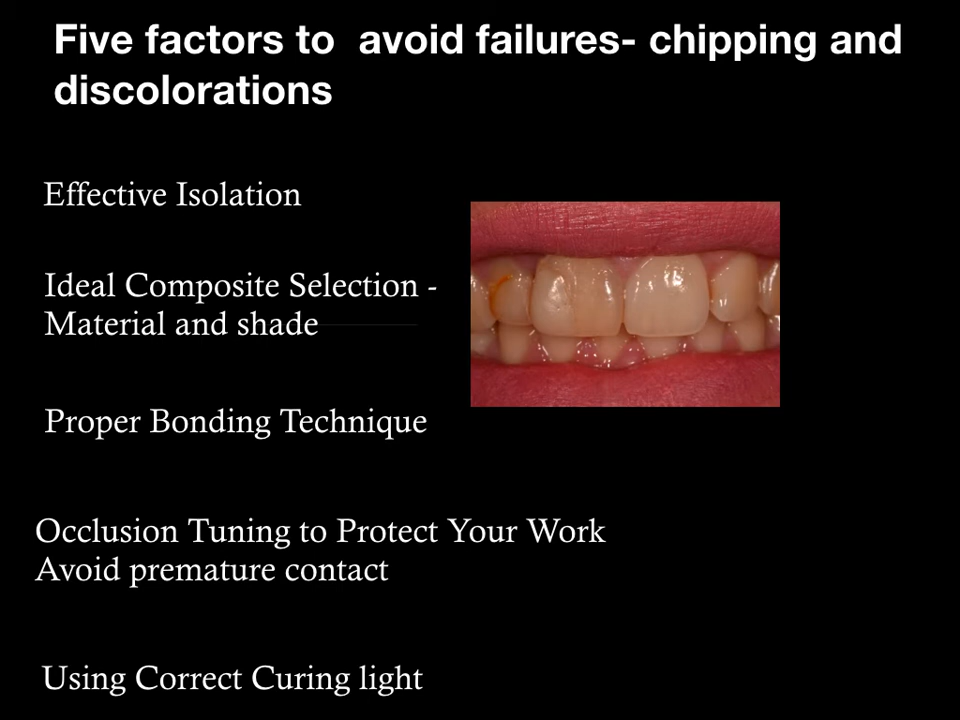 Five factors to  avoid failures- chipping and
discolorations
Effective Isolation
Ideal Composite Selection -
Material and shade
Proper Bonding Technique
Occlusion Tuning to Protect Your Work
Avoid premature contact
Using Correct Curing light